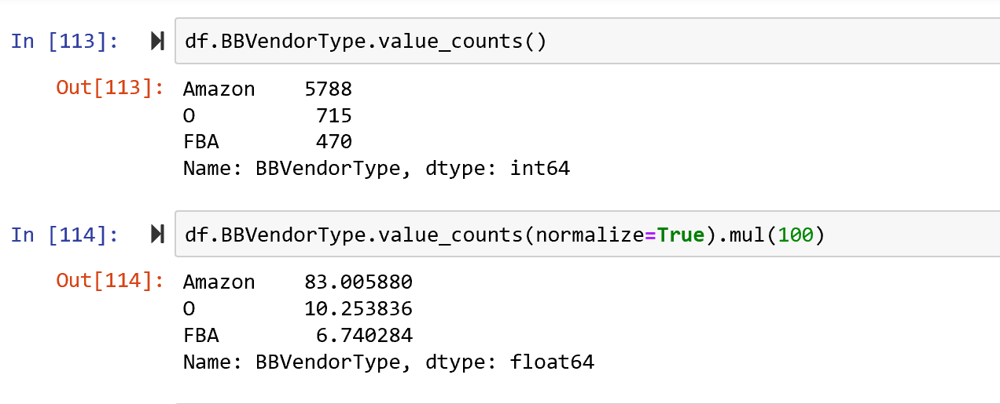 In [113]: df.BBVendorType.value_counts()
Out[113]: Amazon    5788
O          715
FBA        470
Name: BBVendorType, dtype: int64
In [114]: df.BBVendorType.value_counts(normalize=True).mul(100)
Out[114]: Amazon    83.005880
O         10.253836
FBA        6.740284
Name: BBVendorType, dtype: float64